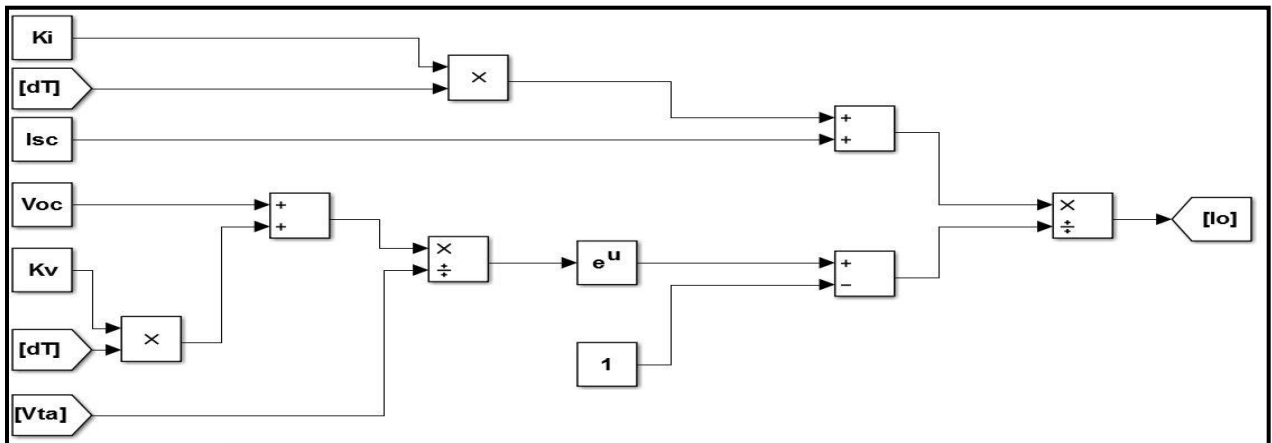 Ki
[dT]
×
Isc
+
+
Voc
+
+
×
÷
[Io]
Kv
×
÷
e^u
+
−
[dT]
×
1
[Vta]